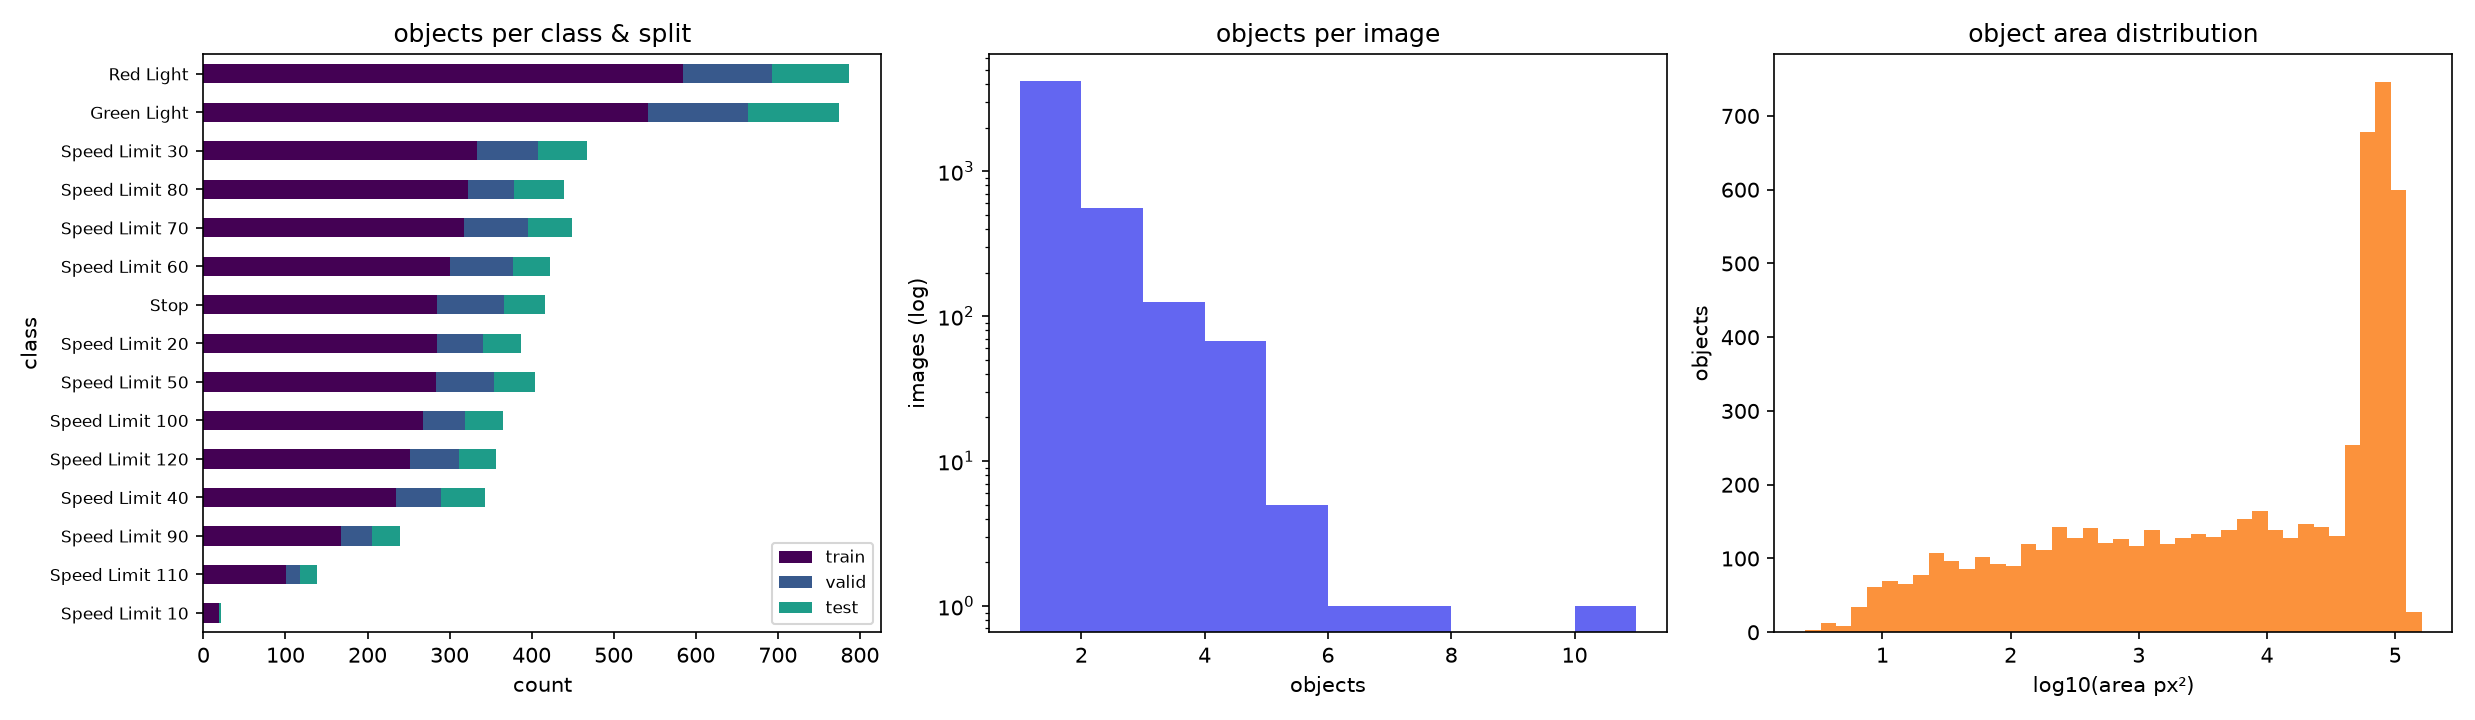 objects per class & split
class
Red Light
Green Light
Speed Limit 30
Speed Limit 80
Speed Limit 70
Speed Limit 60
Stop
Speed Limit 20
Speed Limit 50
Speed Limit 100
Speed Limit 120
Speed Limit 40
Speed Limit 90
Speed Limit 110
Speed Limit 10
train
valid
test
0 100 200 300 400 500 600 700 800
count
objects per image
images (log)
10³
10²
10¹
10⁰
2 4 6 8 10
objects
object area distribution
objects
700
600
500
400
300
200
100
0
1 2 3 4 5
log10(area px²)